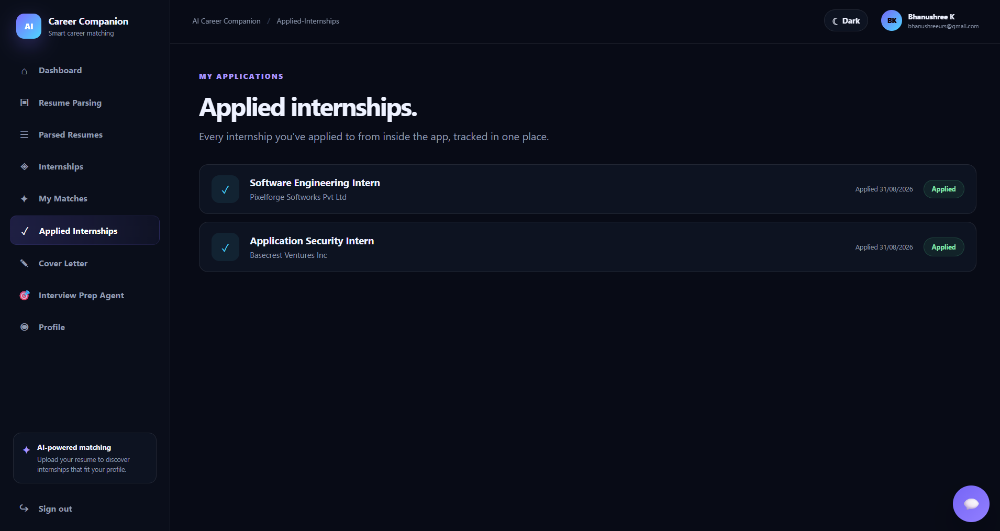 AI
Career Companion
Smart career matching
Dashboard
Resume Parsing
Parsed Resumes
Internships
My Matches
Applied Internships
Cover Letter
Interview Prep Agent
Profile
AI-powered matching
Upload your resume to discover
internships that fit your profile.
Sign out
AI Career Companion / Applied-Internships
Dark
BK
Bhanushree K
bhanushreeurs@gmail.com
MY APPLICATIONS
Applied internships.
Every internship you've applied to from inside the app, tracked in one place.
Software Engineering Intern
Pixelforge Softworks Pvt Ltd
Applied 31/08/2026
Applied
Application Security Intern
Basecrest Ventures Inc
Applied 31/08/2026
Applied